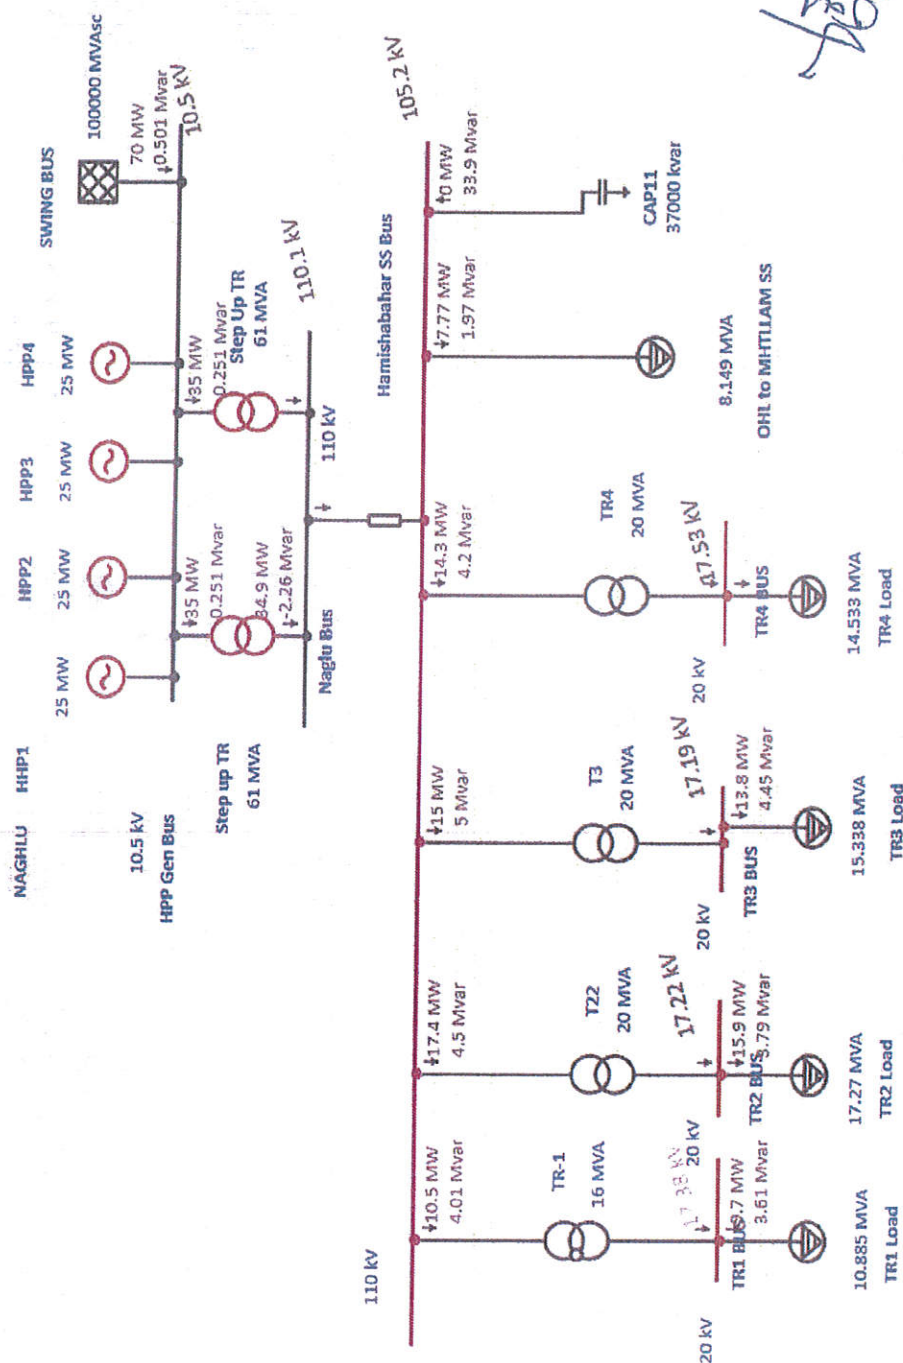 NAGHLU
HHP1
HPP2
HPP3
HPP4
SWING BUS
25 MW
25 MW
25 MW
25 MW
100000 MVAsc
70 MW
0.501 Mvar
10.5 kV
10.5 kV
HPP Gen Bus
35 MW
0.251 Mvar
35 MW
0.251 Mvar
Step up TR
61 MVA
Step Up TR
61 MVA
34.9 MW
-2.26 Mvar
110.1 kV
Naglu Bus
110 kV
Hamishabahar SS Bus
105.2 kV
110 kV
10.5 MW
4.01 Mvar
17.4 MW
4.5 Mvar
15 MW
5 Mvar
14.3 MW
4.2 Mvar
7.77 MW
1.97 Mvar
0 MW
33.9 Mvar
TR-1
16 MVA
T22
20 MVA
T3
20 MVA
TR4
20 MVA
CAP11
37000 kvar
17.38 kV
17.22 kV
17.19 kV
17.53 kV
20 kV
20 kV
20 kV
20 kV
TR1 BUS
9.7 MW
3.61 Mvar
TR2 BUS
15.9 MW
3.79 Mvar
TR3 BUS
13.8 MW
4.45 Mvar
TR4 BUS
10.885 MVA
TR1 Load
17.27 MVA
TR2 Load
15.338 MVA
TR3 Load
14.533 MVA
TR4 Load
8.149 MVA
OHL to MHTLLAM SS